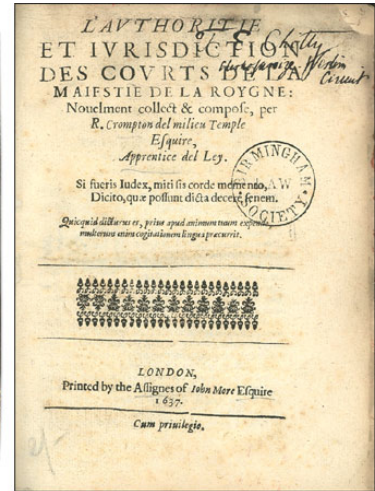 L'AVTHORITIE
ET IVRISDICTION
DES COVRTS DE LA
MAIESTIE DE LA ROYGNE:
Nouelment collect & compose, per
R. Crompton del milieu Temple
Esquire,
Apprentice del Ley.
Si fueris Iudex, miti sis corde memento,
Dicito, quæ possunt dicta decere senem.
Quicquid dicturus es, prius apud animum tuum expende,
multorum enim cogitationem lingua præcurrit.
BIRMINGHAM
LAW
SOCIETY
LONDON,
Printed by the Assignes of Iohn More Esquire
1637.
Cum priuilegio.